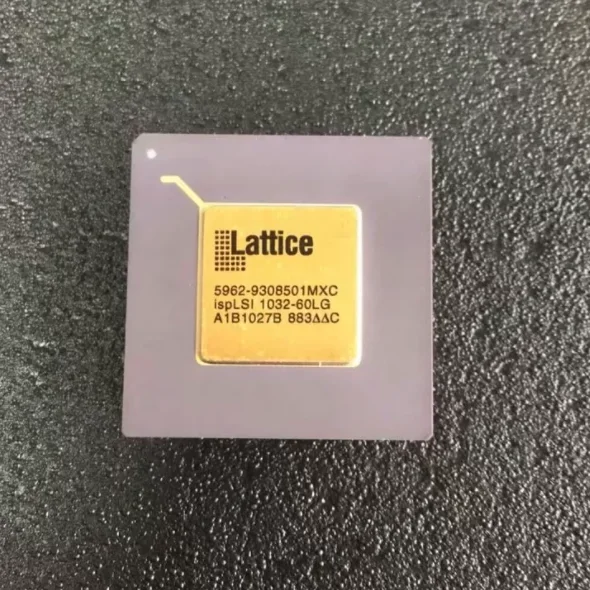 Lattice
5962-9308501MXC
ispLSI 1032-60LG
A1B1027B 883ΔΔC